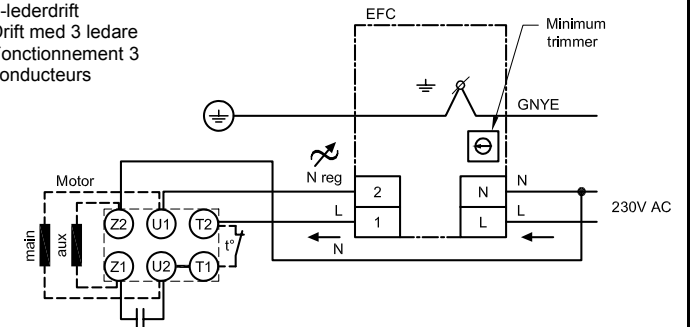 -lederdrift
Drift med 3 ledare
Fonctionnement 3
conducteurs
EFC
Minimum
trimmer
GNYE
N reg
2
N
N
L
1
L
L
230V AC
N
Motor
main
aux
Z2
U1
T2
t°
Z1
U2
T1